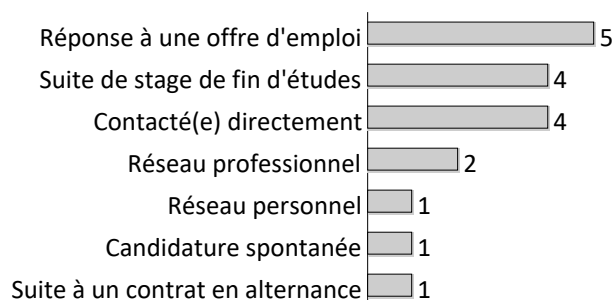 Réponse à une offre d'emploi 5
Suite de stage de fin d'études 4
Contacté(e) directement 4
Réseau professionnel 2
Réseau personnel 1
Candidature spontanée 1
Suite à un contrat en alternance 1